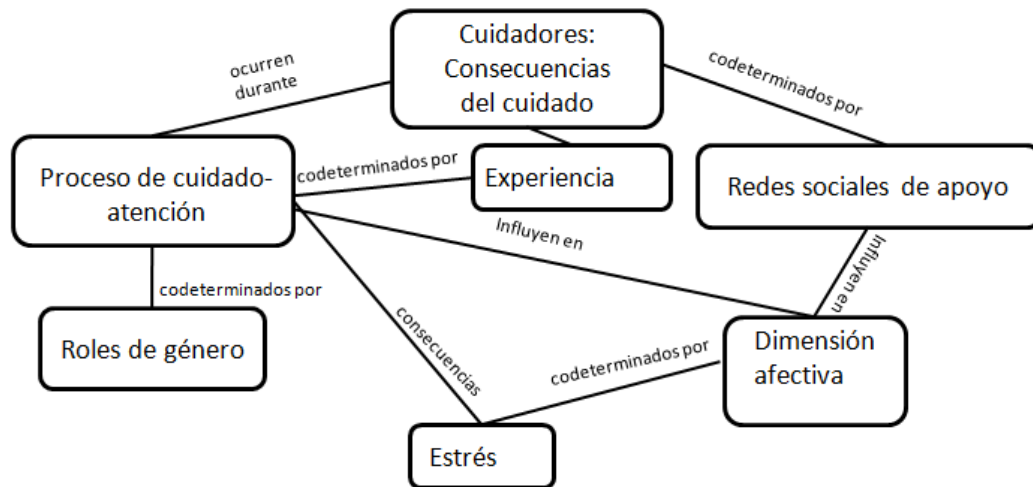 Cuidadores:
Consecuencias
del cuidado
ocurren
durante
codeterminados por
Proceso de cuidado-
atención
codeterminados por
Experiencia
Redes sociales de apoyo
Influyen en
Influyen en
codeterminados por
Roles de género
consecuencias
codeterminados por
Dimensión
afectiva
Estrés